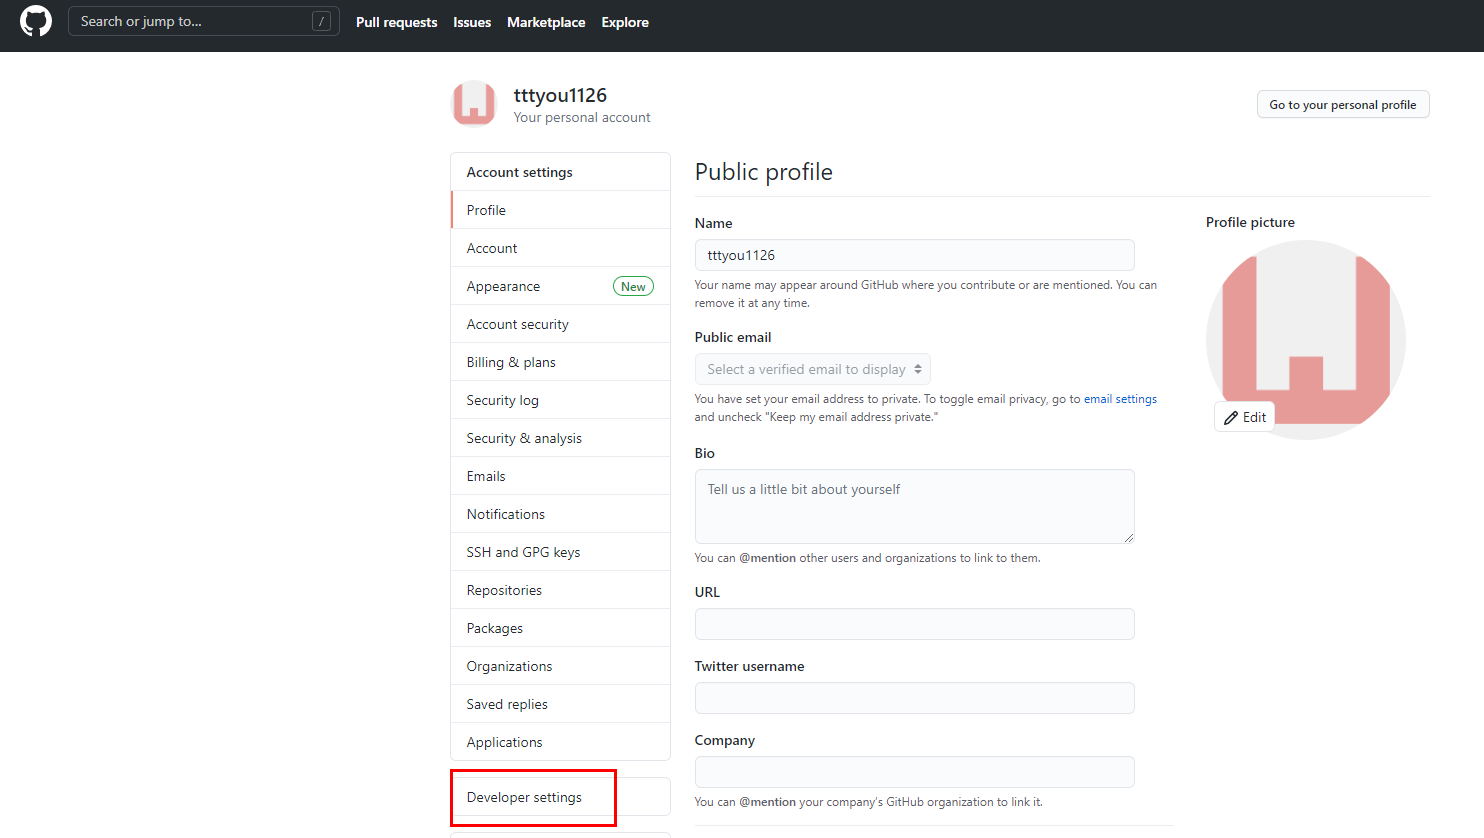 Search or jump to...
/
Pull requests
Issues
Marketplace
Explore
tttyou1126
Your personal account
Go to your personal profile
Account settings
Profile
Account
Appearance
New
Account security
Billing & plans
Security log
Security & analysis
Emails
Notifications
SSH and GPG keys
Repositories
Packages
Organizations
Saved replies
Applications
Developer settings
Public profile
Name
tttyou1126
Your name may appear around GitHub where you contribute or are mentioned. You can
remove it at any time.
Public email
Select a verified email to display
You have set your email address to private. To toggle email privacy, go to email settings
and uncheck "Keep my email address private."
Bio
Tell us a little bit about yourself
You can @mention other users and organizations to link to them.
URL
Twitter username
Company
You can @mention your company's GitHub organization to link it.
Profile picture
Edit